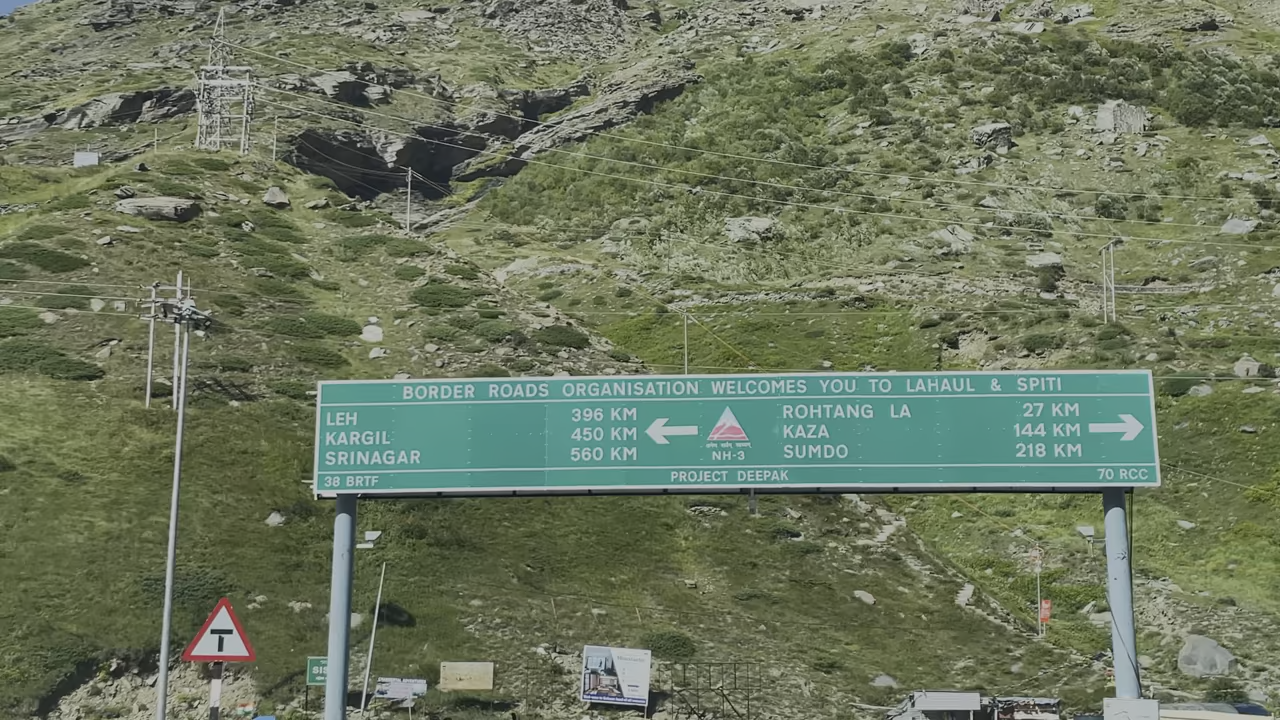 BORDER ROADS ORGANISATION WELCOMES YOU TO LAHAUL & SPITI
LEH 396 KM
KARGIL 450 KM
SRINAGAR 560 KM
NH-3
ROHTANG LA 27 KM
KAZA 144 KM
SUMDO 218 KM
38 BRTF
PROJECT DEEPAK
70 RCC